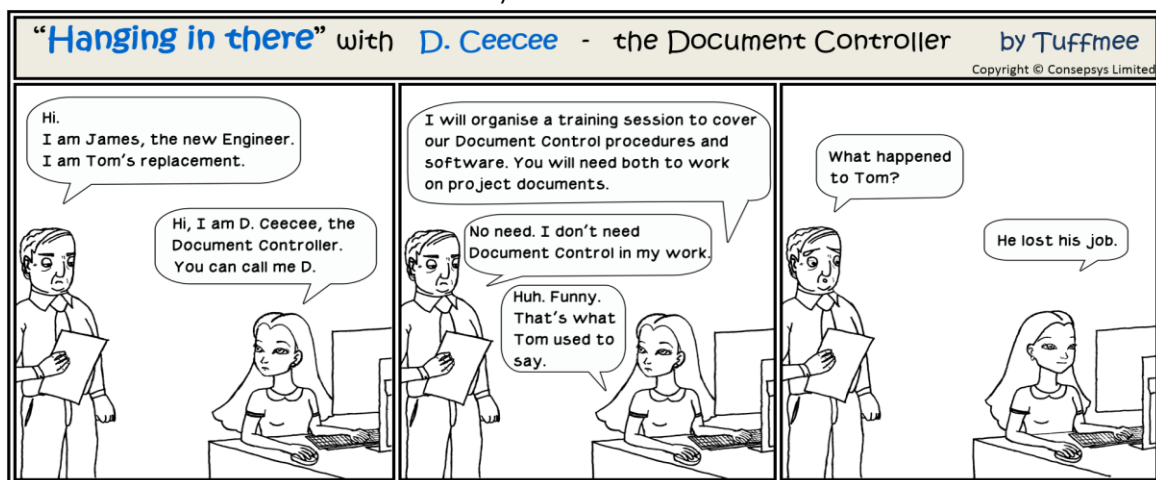 "Hanging in there" with D. Ceecee - the Document Controller by Tuffmee
Copyright © Consepsys Limited
Hi.
I am James, the new Engineer.
I am Tom's replacement.
Hi, I am D. Ceecee, the
Document Controller.
You can call me D.
I will organise a training session to cover
our Document Control procedures and
software. You will need both to work
on project documents.
No need. I don't need
Document Control in my work.
Huh. Funny.
That's what
Tom used to
say.
What happened
to Tom?
He lost his job.